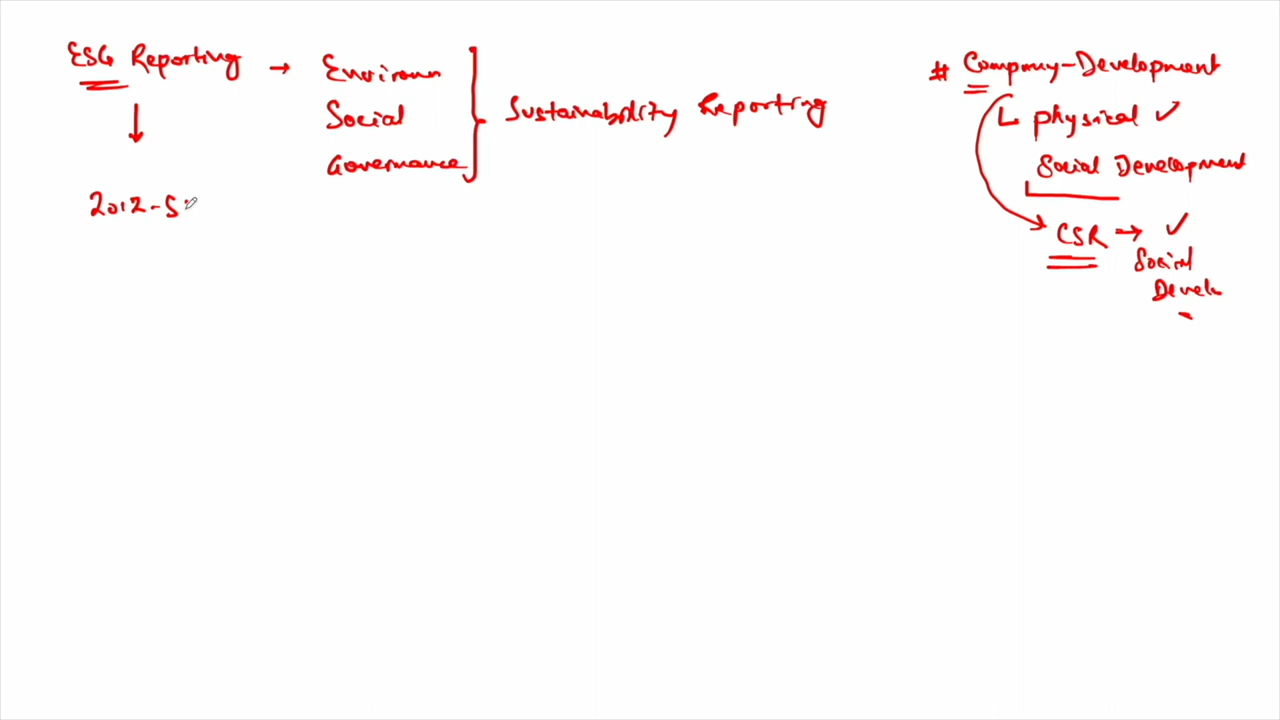 ESG Reporting → Environ
Social
Governance
Sustainability Reporting
2012-S
# Company-Development
physical ✓
Social Development
CSR → ✓
Social
Develo